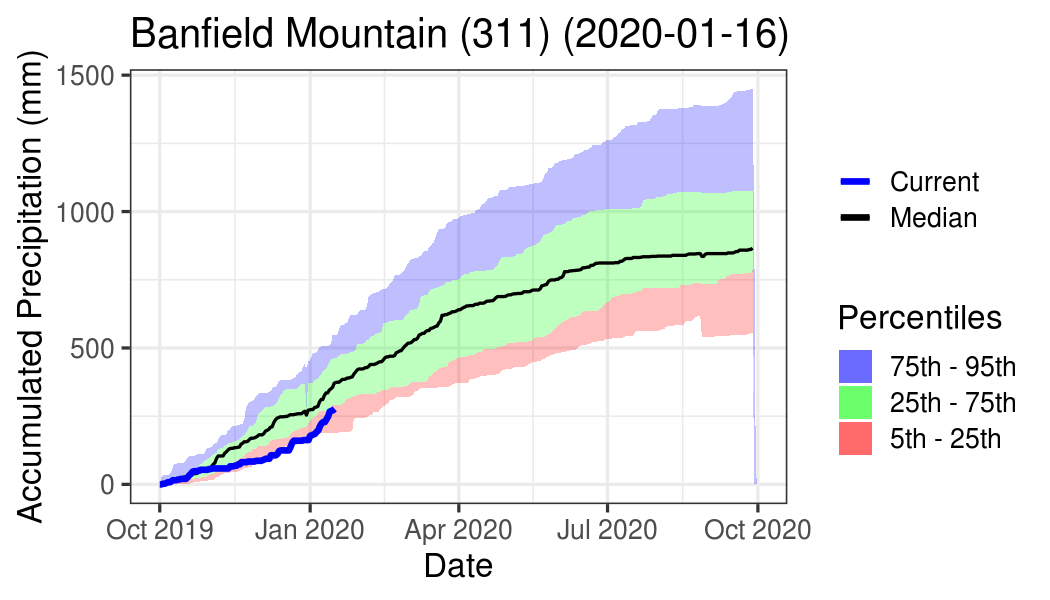 Banfield Mountain (311) (2020-01-16)
Accumulated Precipitation (mm)
1500
1000
500
0
Oct 2019
Jan 2020
Apr 2020
Jul 2020
Oct 2020
Date
Current
Median
Percentiles
75th - 95th
25th - 75th
5th - 25th